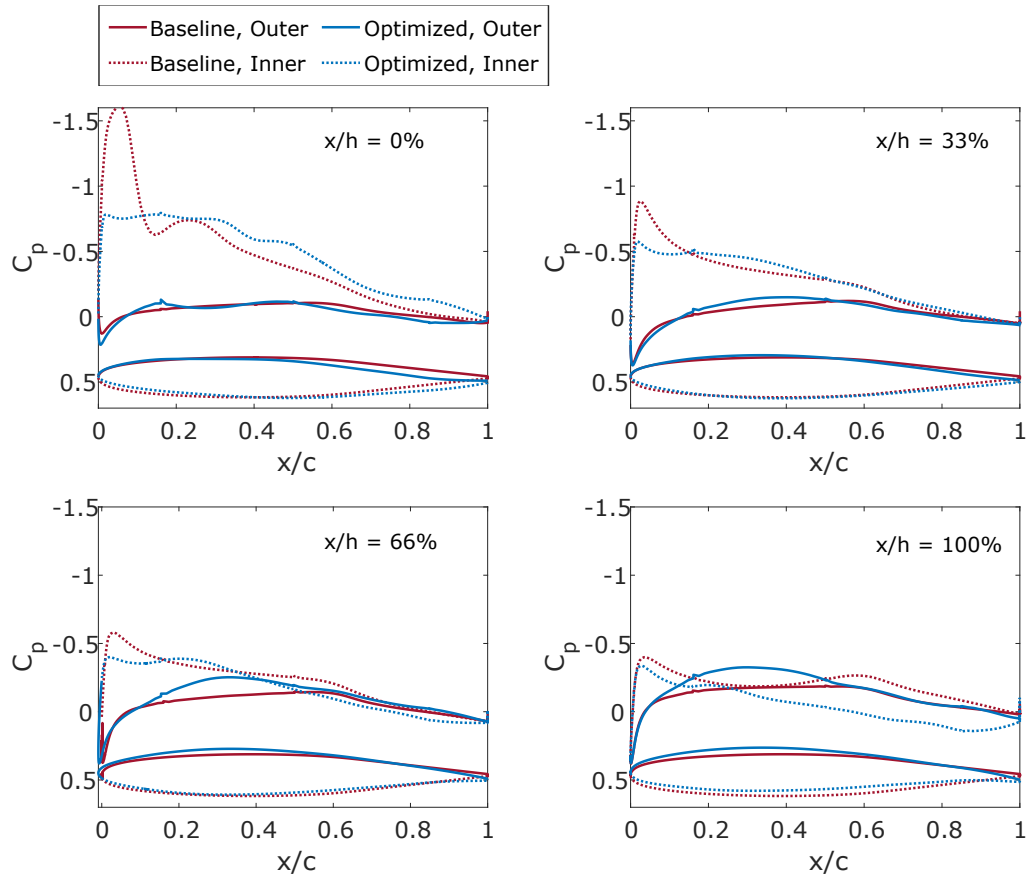 Baseline, Outer Optimized, Outer
Baseline, Inner Optimized, Inner
x/h = 0%
-1.5
-1
-0.5
0
0.5
Cp
0 0.2 0.4 0.6 0.8 1
x/c
x/h = 33%
-1.5
-1
-0.5
0
0.5
Cp
0 0.2 0.4 0.6 0.8 1
x/c
x/h = 66%
-1.5
-1
-0.5
0
0.5
Cp
0 0.2 0.4 0.6 0.8 1
x/c
x/h = 100%
-1.5
-1
-0.5
0
0.5
Cp
0 0.2 0.4 0.6 0.8 1
x/c